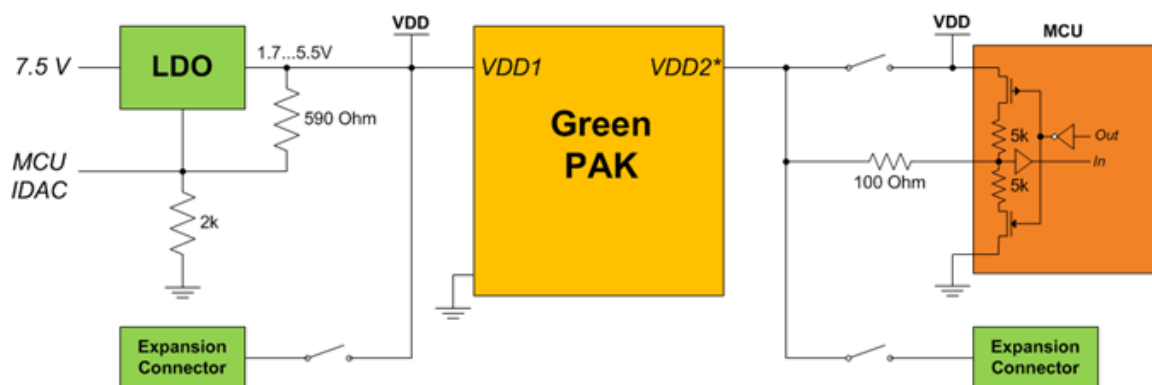 VDD
VDD
MCU
7.5 V
LDO
1.7...5.5V
VDD1
VDD2*
590 Ohm
Green
PAK
5k
Out
In
MCU
IDAC
100 Ohm
5k
2k
Expansion
Connector
Expansion
Connector